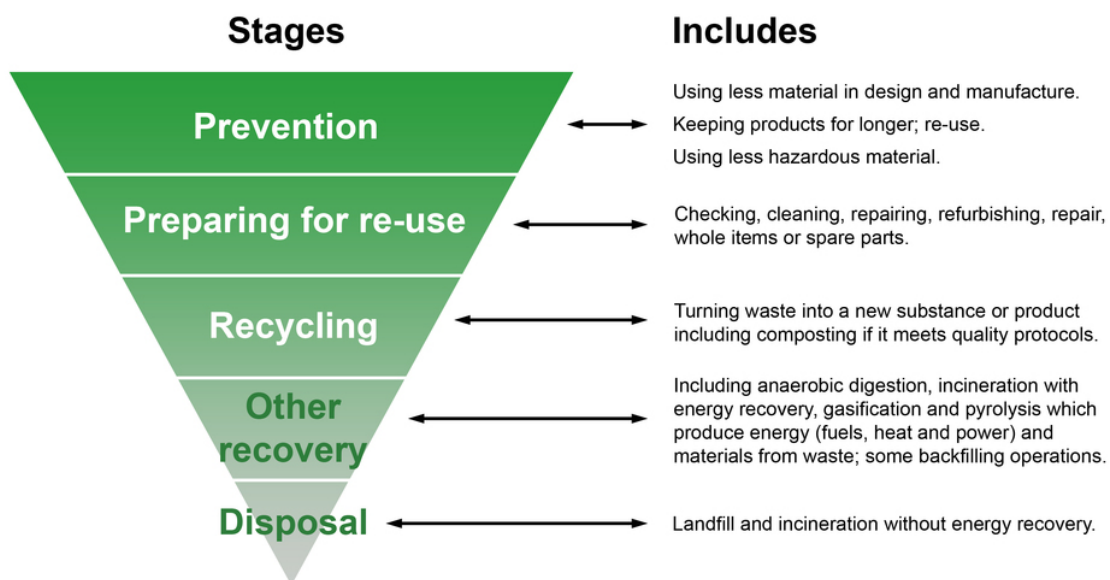 Stages
Includes
Prevention
Using less material in design and manufacture.
Keeping products for longer; re-use.
Using less hazardous material.
Preparing for re-use
Checking, cleaning, repairing, refurbishing, repair,
whole items or spare parts.
Recycling
Turning waste into a new substance or product
including composting if it meets quality protocols.
Other
recovery
Including anaerobic digestion, incineration with
energy recovery, gasification and pyrolysis which
produce energy (fuels, heat and power) and
materials from waste; some backfilling operations.
Disposal
Landfill and incineration without energy recovery.